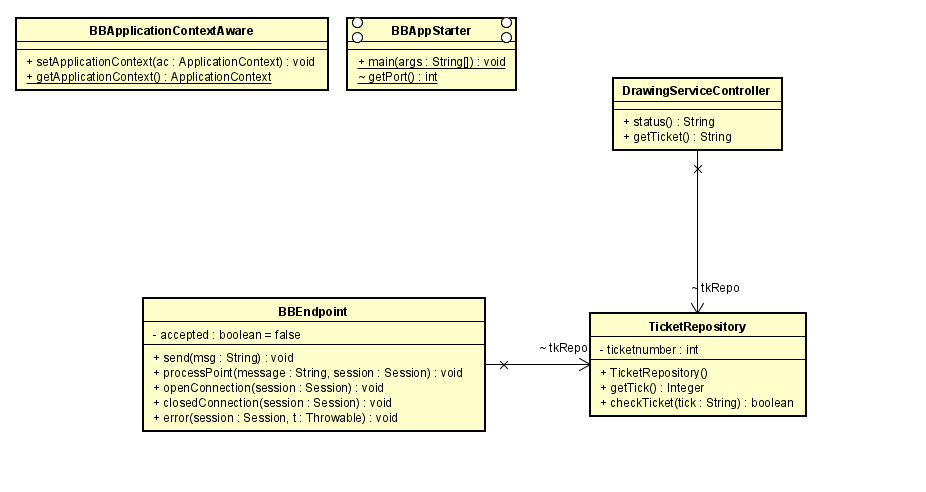 BBApplicationContextAware
+ setApplicationContext(ac : ApplicationContext) : void
+ getApplicationContext() : ApplicationContext
BBAppStarter
+ main(args : String[]) : void
~ getPort() : int
DrawingServiceController
+ status() : String
+ getTicket() : String
~ tkRepo
BBEndpoint
- accepted : boolean = false
+ send(msg : String) : void
+ processPoint(message : String, session : Session) : void
+ openConnection(session : Session) : void
+ closedConnection(session : Session) : void
+ error(session : Session, t : Throwable) : void
~ tkRepo
TicketRepository
- ticketnumber : int
+ TicketRepository()
+ getTick() : Integer
+ checkTicket(tick : String) : boolean